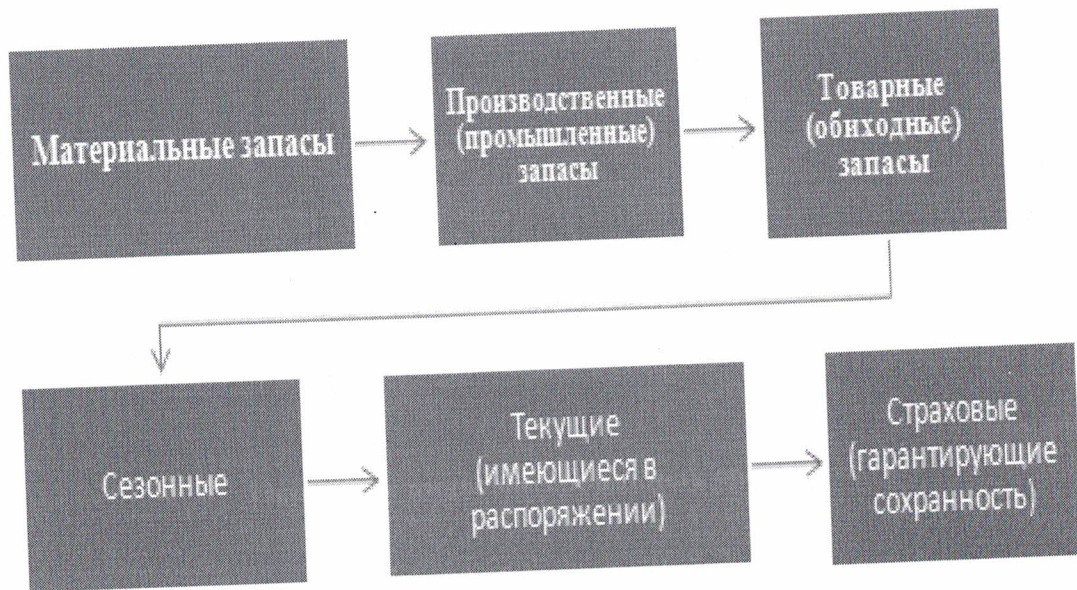 Материальные запасы
Производственные
(промышленные)
запасы
Товарные
(обиходные)
запасы
Сезонные
Текущие
(имеющиеся в
распоряжении)
Страховые
(гарантирующие
сохранность)